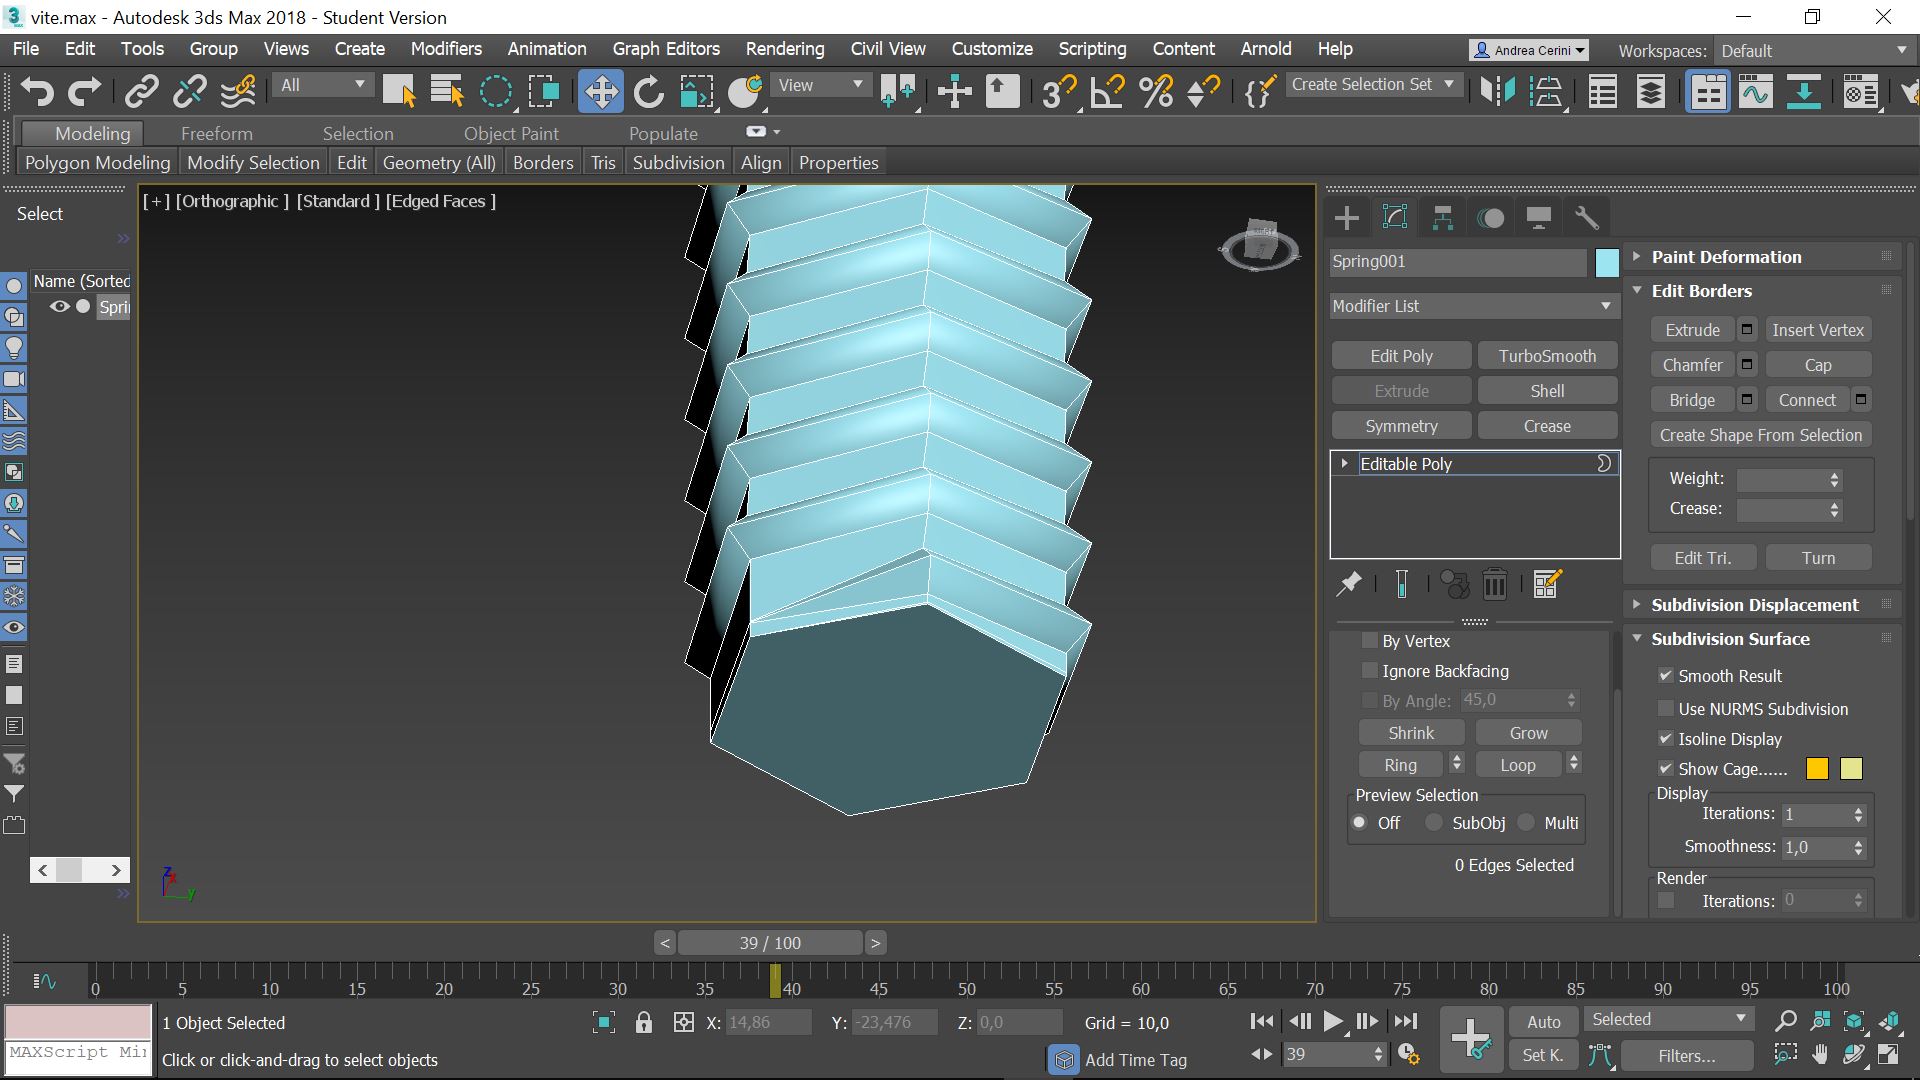 vite.max - Autodesk 3ds Max 2018 - Student Version
File Edit Tools Group Views Create Modifiers Animation Graph Editors Rendering Civil View Customize Scripting Content Arnold Help
Andrea Cerini
Workspaces: Default
All
View
Create Selection Set
Modeling Freeform Selection Object Paint Populate
Polygon Modeling Modify Selection Edit Geometry (All) Borders Tris Subdivision Align Properties
Select
Name (Sorted
Sprin
[ + ] [Orthographic ] [Standard ] [Edged Faces ]
Spring001
Modifier List
Edit Poly TurboSmooth
Extrude Shell
Symmetry Crease
Editable Poly
By Vertex
Ignore Backfacing
By Angle: 45,0
Shrink Grow
Ring Loop
Preview Selection
Off SubObj Multi
0 Edges Selected
Paint Deformation
Edit Borders
Extrude Insert Vertex
Chamfer Cap
Bridge Connect
Create Shape From Selection
Weight:
Crease:
Edit Tri. Turn
Subdivision Displacement
Subdivision Surface
Smooth Result
Use NURMS Subdivision
Isoline Display
Show Cage......
Display
Iterations: 1
Smoothness: 1,0
Render
Iterations: 0
z
x
y
< 39 / 100 >
0 5 10 15 20 25 30 35 40 45 50 55 60 65 70 75 80 85 90 95 100
1 Object Selected
X: 14,86 Y: -23,476 Z: 0,0 Grid = 10,0
Auto Selected
MAXScript Mi
Click or click-and-drag to select objects
Add Time Tag
39
Set K. Filters...